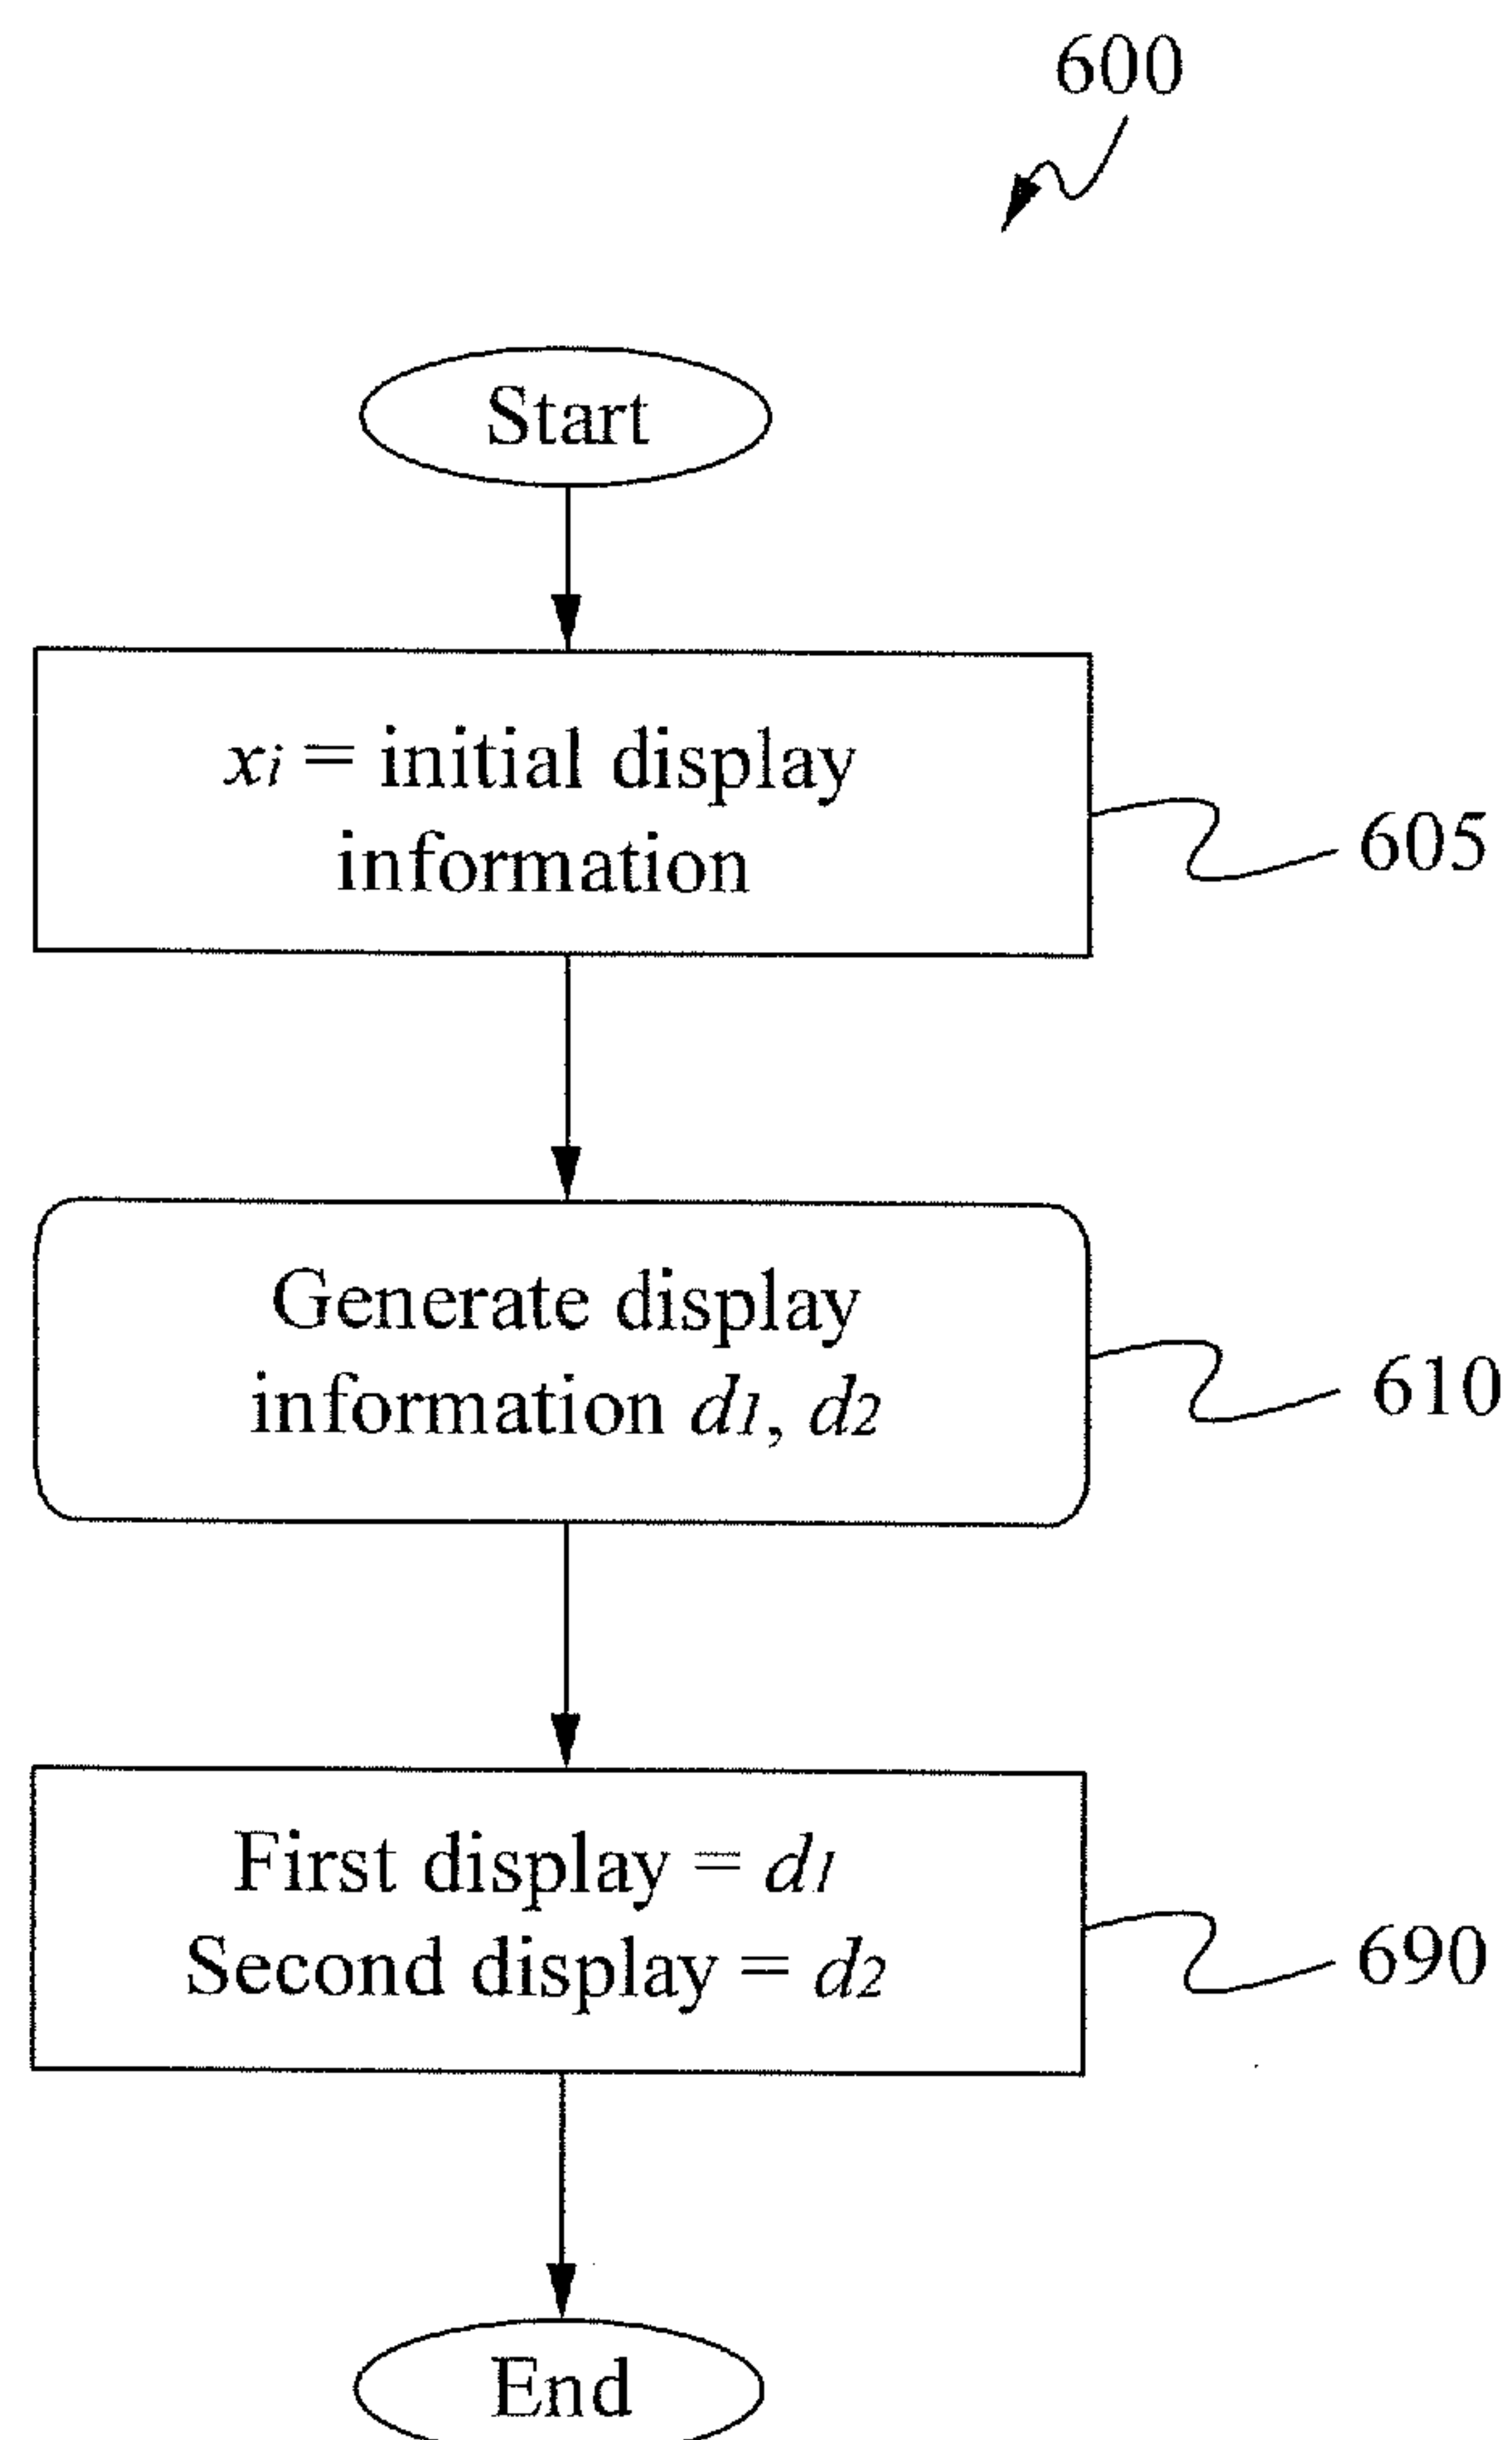 600
Start
xi = initial display
information
605
Generate display
information d1, d2
610
First display = d1
Second display = d2
690
End